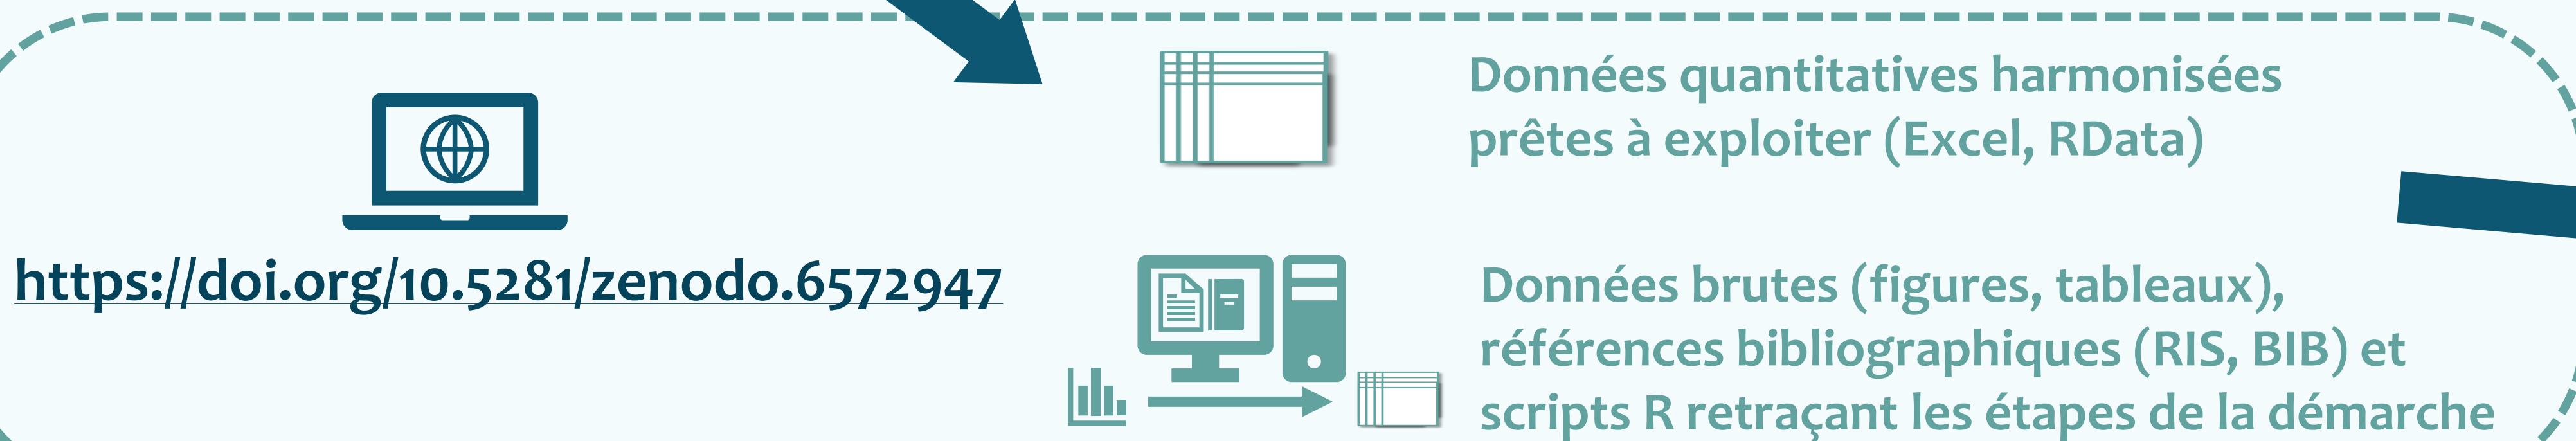 https://doi.org/10.5281/zenodo.6572947
Données quantitatives harmonisées
prêtes à exploiter (Excel, RData)
Données brutes (figures, tableaux),
références bibliographiques (RIS, BIB) et
scripts R retraçant les étapes de la démarche